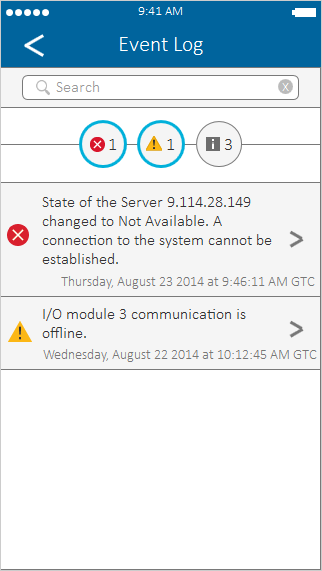 9:41 AM
Event Log
Search
1
1
3
State of the Server 9.114.28.149
changed to Not Available. A
connection to the system cannot be
established.
Thursday, August 23 2014 at 9:46:11 AM GTC
I/O module 3 communication is
offline.
Wednesday, August 22 2014 at 10:12:45 AM GTC